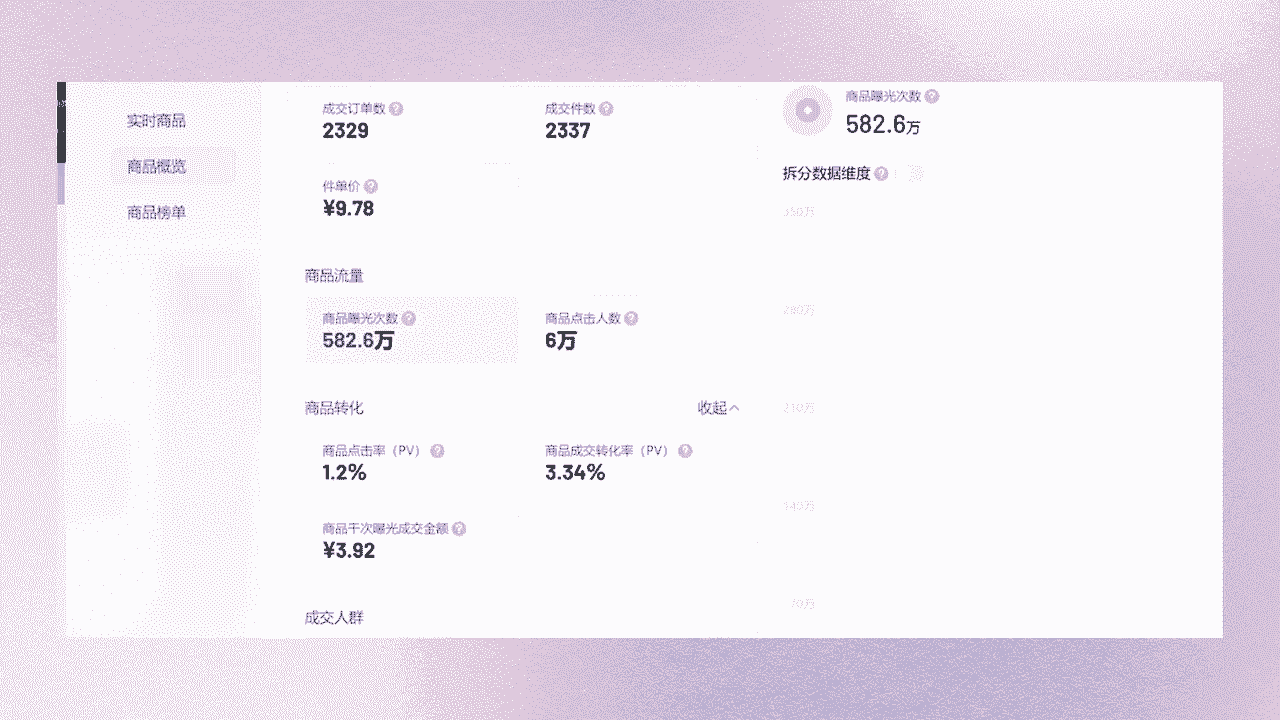 实时商品
商品概览
商品榜单
成交订单数 ?
2329
成交件数 ?
2337
件单价 ?
¥9.78
商品流量
商品曝光次数 ?
582.6万
商品点击人数 ?
6万
商品转化
收起
商品点击率（PV） ?
1.2%
商品成交转化率（PV） ?
3.34%
商品千次曝光成交金额 ?
¥3.92
成交人群
商品曝光次数 ?
582.6万
拆分数据维度 ?
350万
280万
210万
140万
70万